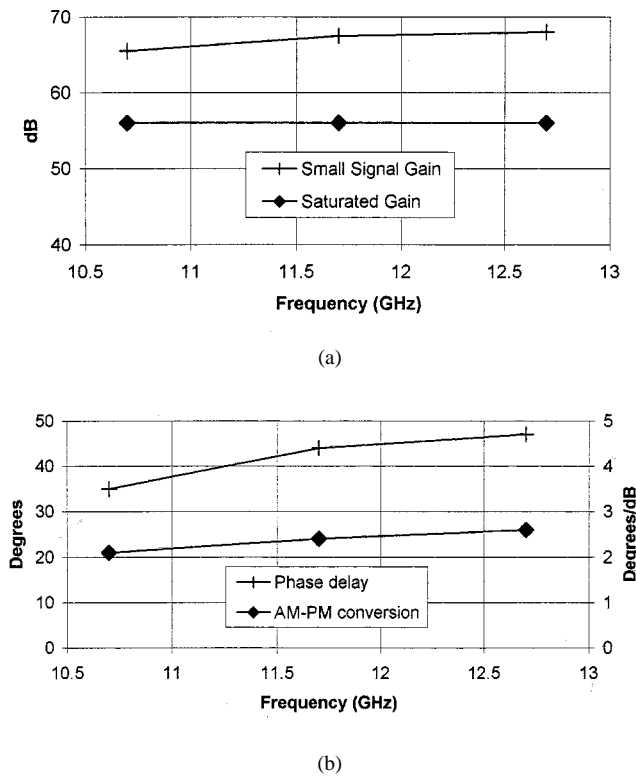 70
60
50
40
dB
Small Signal Gain
Saturated Gain
10.5 11 11.5 12 12.5 13
Frequency (GHz)
(a)
50 5
40 4
30 3
20 2
10 1
0 0
Degrees
Degrees/dB
Phase delay
AM-PM conversion
10.5 11 11.5 12 12.5 13
Frequency (GHz)
(b)